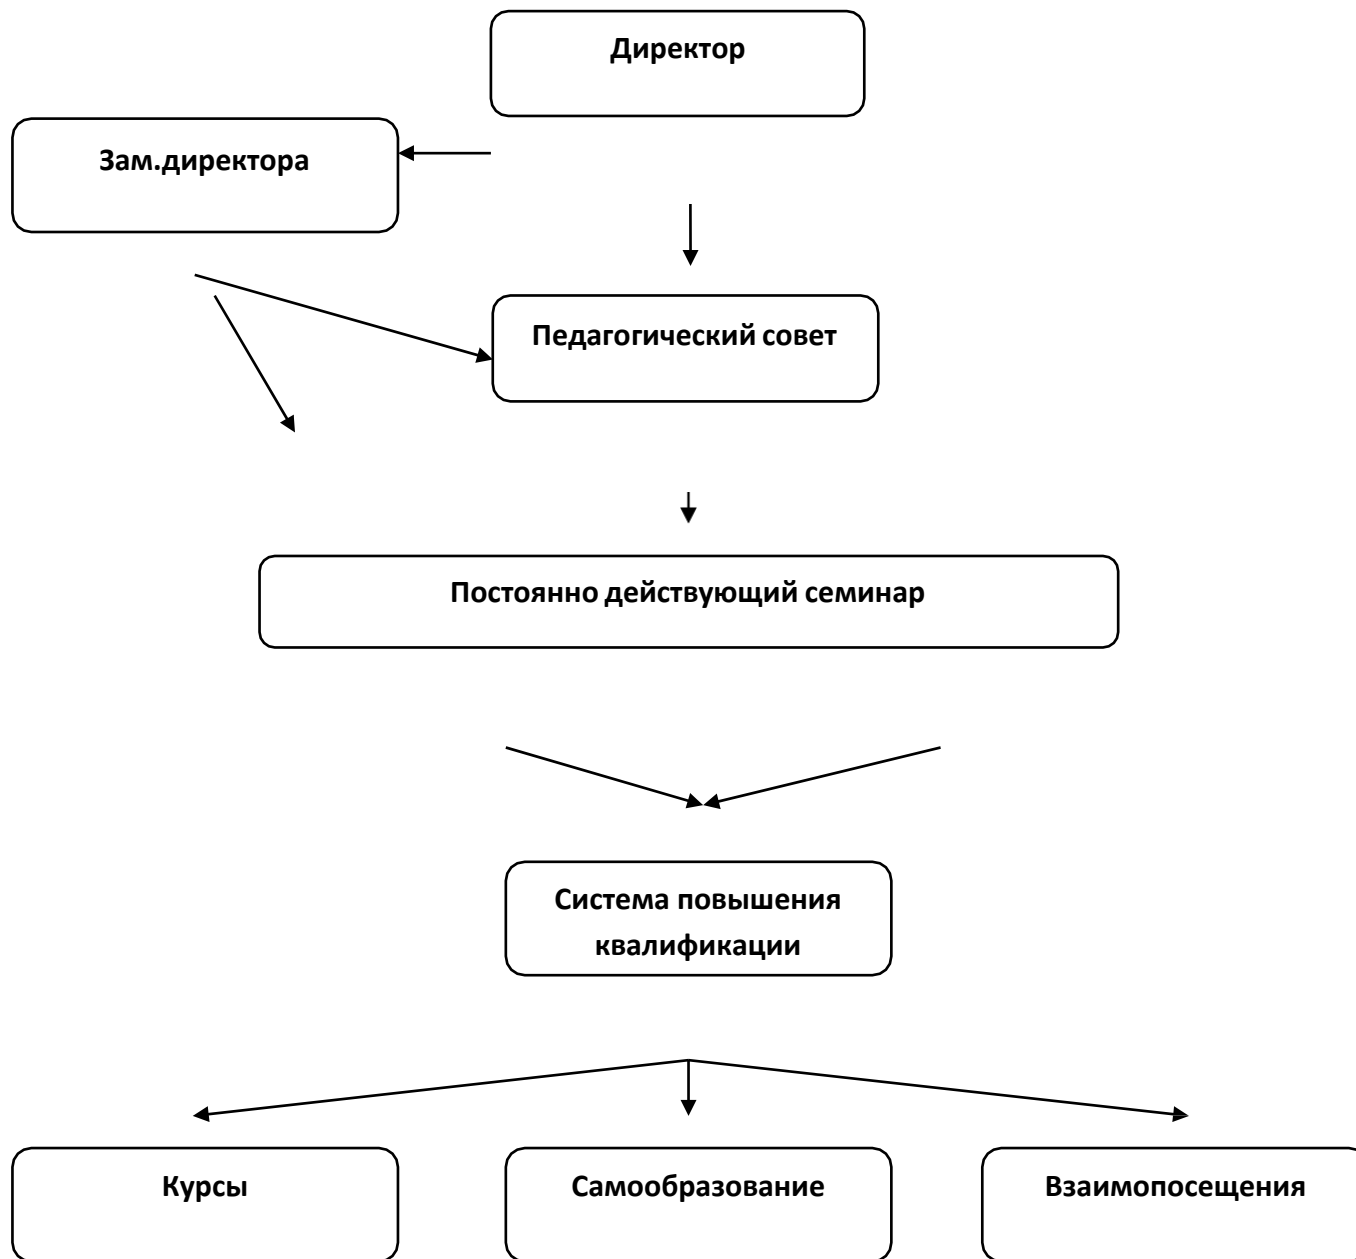 Директор
Зам.директора
Педагогический совет
Постоянно действующий семинар
Система повышения
квалификации
Курсы
Самообразование
Взаимопосещения